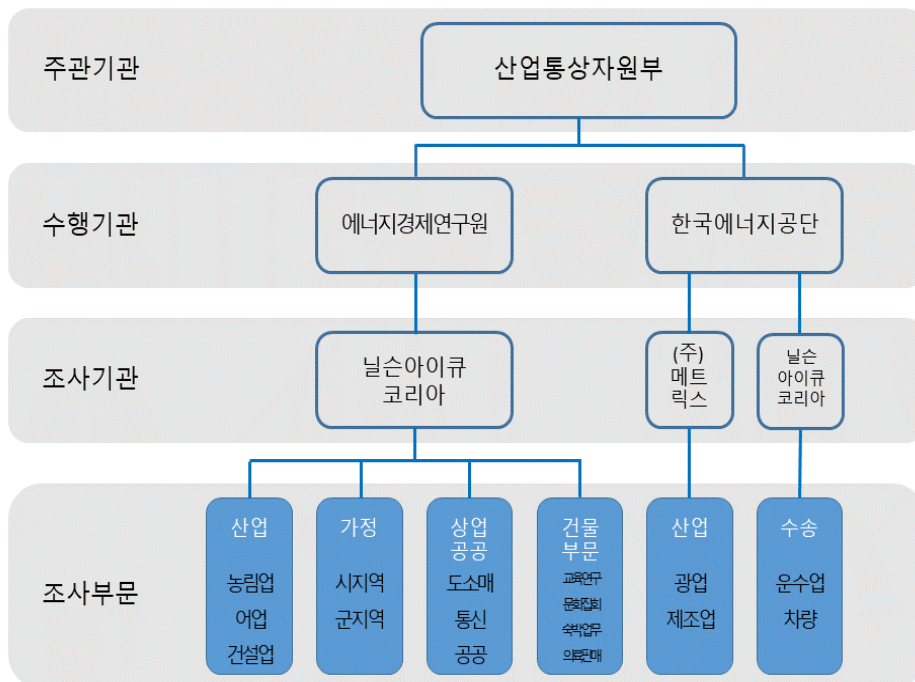 주관기관
산업통상자원부
수행기관
에너지경제연구원
한국에너지공단
조사기관
닐슨아이큐
코리아
(주)
메트
릭스
닐슨
아이큐
코리아
조사부문
산업
농림업
어업
건설업
가정
시지역
군지역
상업
공공
도소매
통신
공공
건물
부문
교육연구
문화집회
숙박업무
의료판매
산업
광업
제조업
수송
운수업
차량